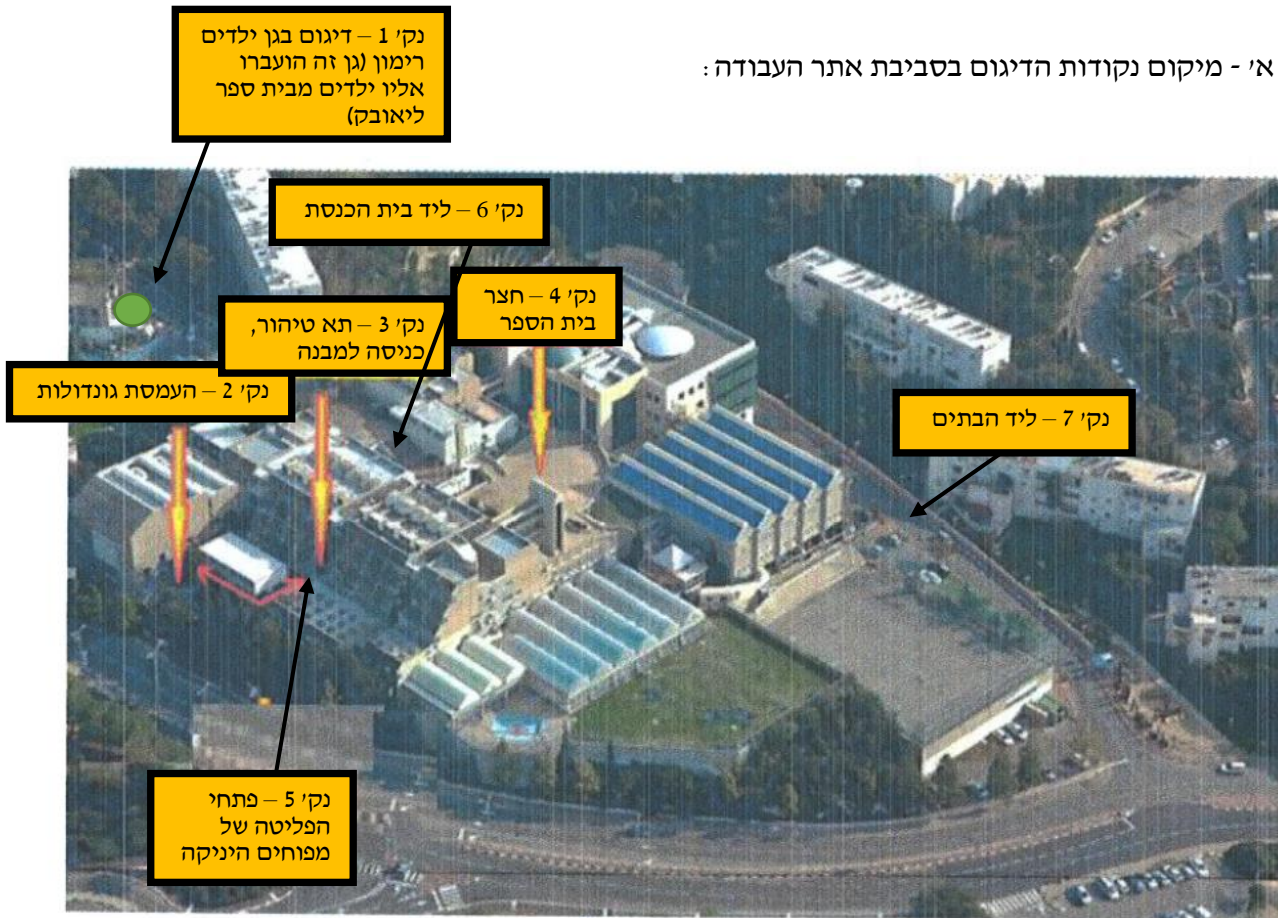 א' - מיקום נקודות הדיגום בסביבת אתר העבודה:
נק' 1 – דיגום בגן ילדים
רימון (גן זה הועברו
אליו ילדים מבית ספר
ליאובק)
נק' 6 – ליד בית הכנסת
נק' 4 – חצר
בית הספר
נק' 3 – תא טיהור,
כניסה למבנה
נק' 2 – העמסת גונדולות
נק' 7 – ליד הבתים
נק' 5 – פתחי
הפליטה של
מפוחים היניקה